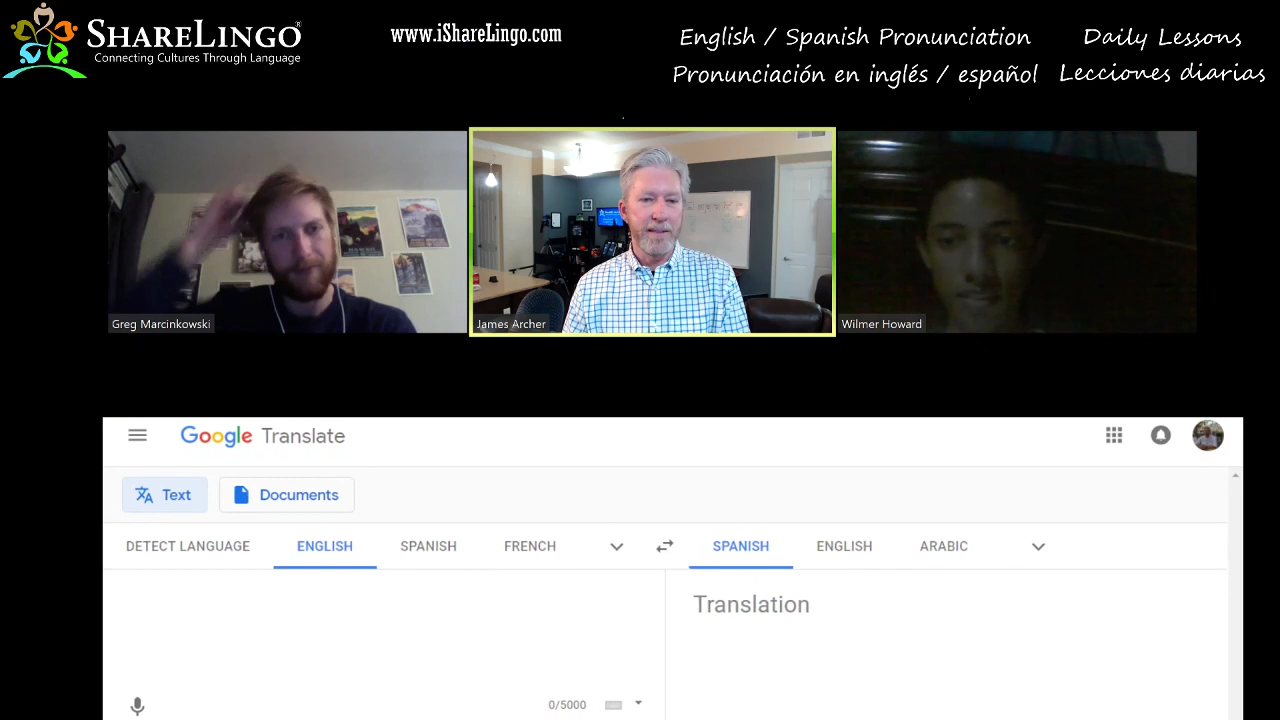 SHARELINGO®
Connecting Cultures Through Language
www.iShareLingo.com
English / Spanish Pronunciation
Pronunciación en inglés / español
Daily Lessons
Lecciones diarias
Greg Marcinkowski
James Archer
Wilmer Howard
Google Translate
Text
Documents
DETECT LANGUAGE
ENGLISH
SPANISH
FRENCH
SPANISH
ENGLISH
ARABIC
Translation
0/5000